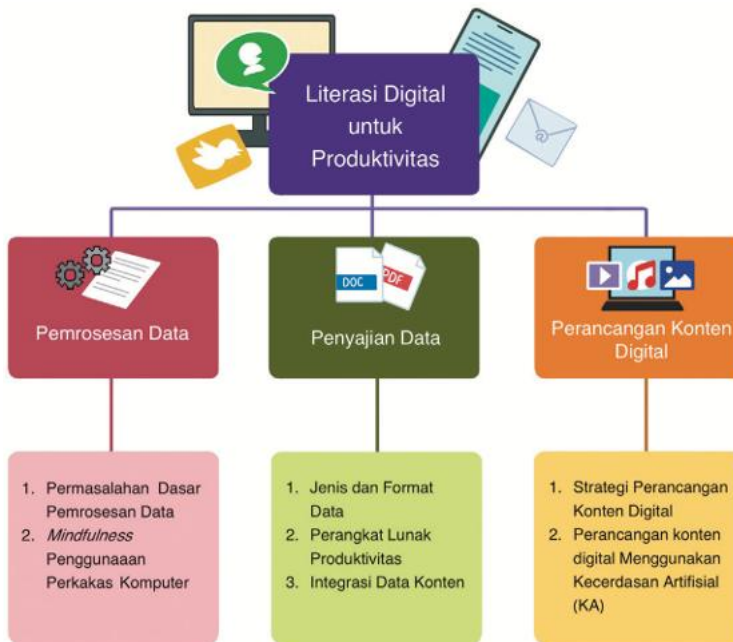 Literasi Digital
untuk
Produktivitas
Pemrosesan Data
DOC
PDF
Penyajian Data
Perancangan Konten
Digital
1. Permasalahan Dasar
Pemrosesan Data
2. Mindfulness
Penggunaaan
Perkakas Komputer
1. Jenis dan Format
Data
2. Perangkat Lunak
Produktivitas
3. Integrasi Data Konten
1. Strategi Perancangan
Konten Digital
2. Perancangan konten
digital Menggunakan
Kecerdasan Artifisial
(KA)